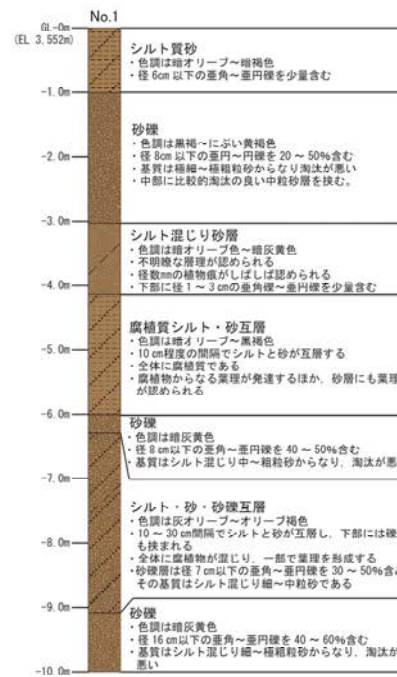 No.1
GL-0m
(EL 3.552m)
シルト質砂
・色調は暗オリーブ～暗褐色
・径 6cm 以下の亜角～亜円礫を少量含む
-1.0m
砂礫
・色調は黒褐～にぶい黄褐色
・径 8cm 以下の亜円～円礫を 20 ～ 50%含む
-2.0m
・基質は極細～極粗粒砂からなり淘汰が悪い
・中部に比較的淘汰の良い中粒砂層を挟む。
-3.0m
シルト混じり砂層
・色調は暗オリーブ色～暗灰黄色
・不明瞭な層理が認められる
・径数mmの植物痕がしばしば認められる
-4.0m
・下部に径 1 ～ 3 cmの亜角礫～亜円礫を少量含む
腐植質シルト・砂互層
・色調は暗オリーブ～黒褐色
-5.0m
・10 cm程度の間隔でシルトと砂が互層する
・全体に腐植質である
・腐植物からなる葉理が発達するほか、砂層にも葉理
が認められる
-6.0m
砂礫
・色調は暗灰黄色
・径 8 cm以下の亜角～亜円礫を 40 ～ 50%含む
・基質はシルト混じり中～粗粒砂からなり、淘汰が悪
-7.0m
シルト・砂・砂礫互層
・色調は灰オリーブ～オリーブ褐色
・10 ～ 30 cm間隔でシルトと砂が互層し、下部には礫
-8.0m
も挟まれる
・全体に腐植物が混じり、一部で葉理を形成する
・砂礫層は径 7 cm以下の亜角～亜円礫を 30 ～ 50%含
その基質はシルト混じり細～中粒砂である
-9.0m
砂礫
・色調は暗灰黄色
・径 16 cm以下の亜角～亜円礫を 40 ～ 60%含む
・基質はシルト混じり細～極粗粒砂からなり、淘汰が
悪い
-10.0m